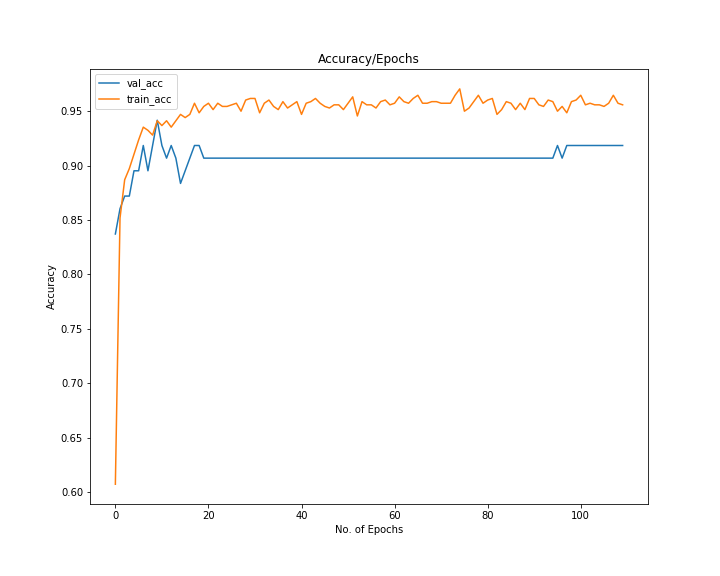 Accuracy/Epochs
val_acc
train_acc
0.95
0.90
0.85
0.80
0.75
0.70
0.65
0.60
Accuracy
0 20 40 60 80 100
No. of Epochs